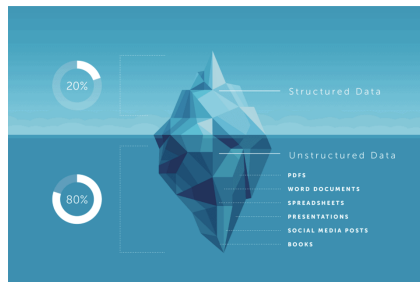 20%
Structured Data
Unstructured Data
80%
PDFS
WORD DOCUMENTS
SPREADSHEETS
PRESENTATIONS
SOCIAL MEDIA POSTS
BOOKS